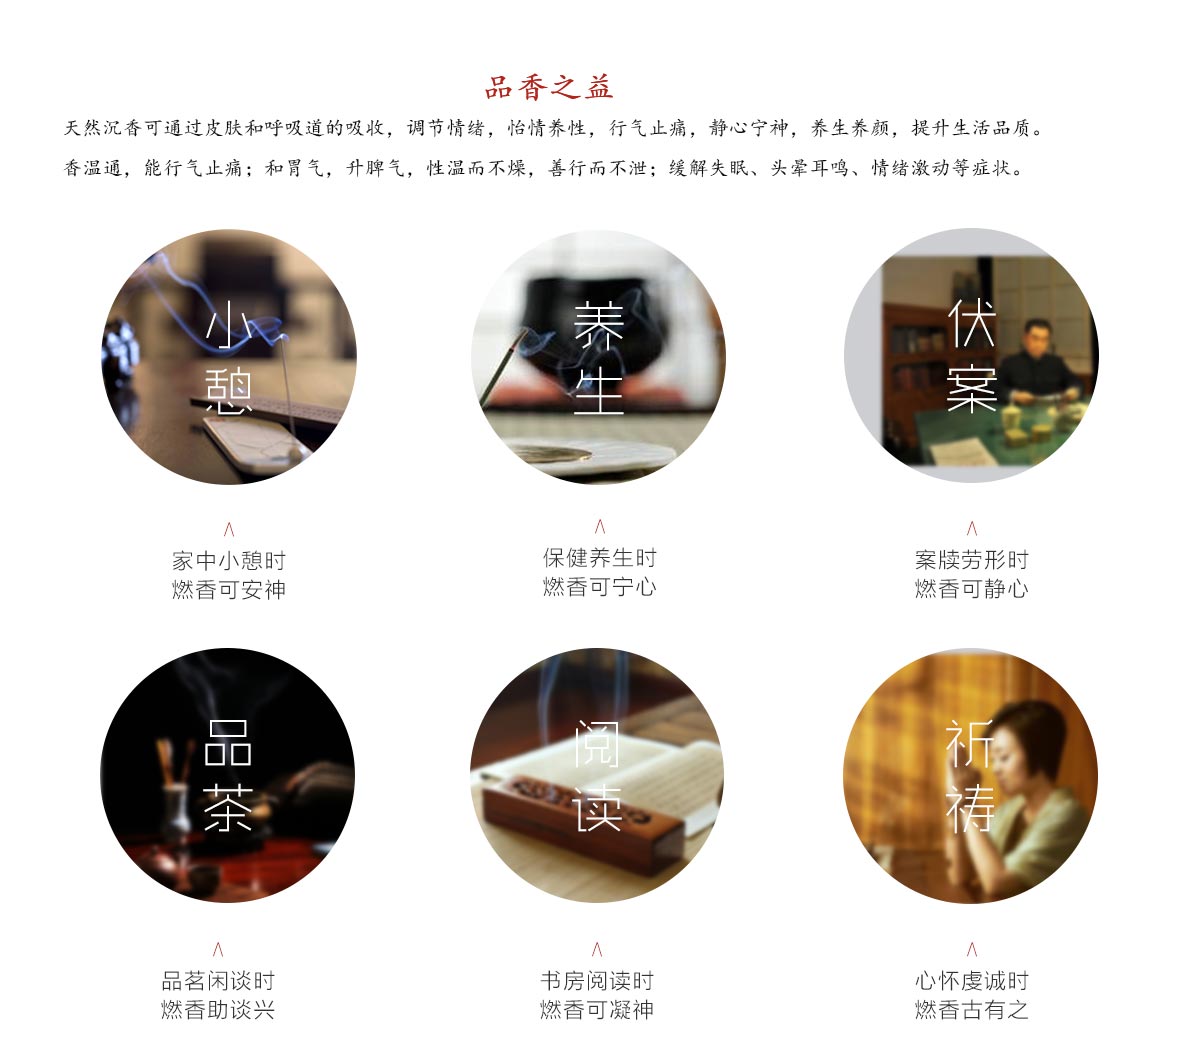 品香之益
天然沉香可通过皮肤和呼吸道的吸收，调节情绪，怡情养性，行气止痛，静心宁神，养生养颜，提升生活品质。
香温通，能行气止痛；和胃气，升脾气，性温而不燥，善行而不泄；缓解失眠、头晕耳鸣、情绪激动等症状。
小憩
养生
伏案
家中小憩时
燃香可安神
保健养生时
燃香可宁心
案牍劳形时
燃香可静心
品茶
阅读
祈祷
品茗闲谈时
燃香助谈兴
书房阅读时
燃香可凝神
心怀虔诚时
燃香古有之